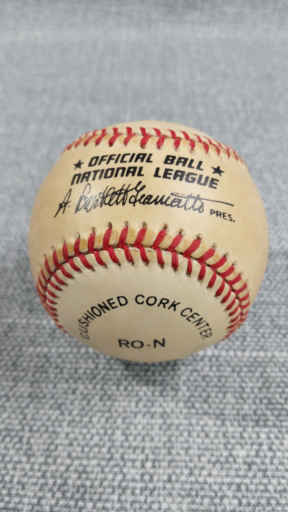 ★ OFFICIAL BALL ★
NATIONAL LEAGUE
A. Bartlett Giamatti PRES.
CUSHIONED CORK CENTER
RO-N